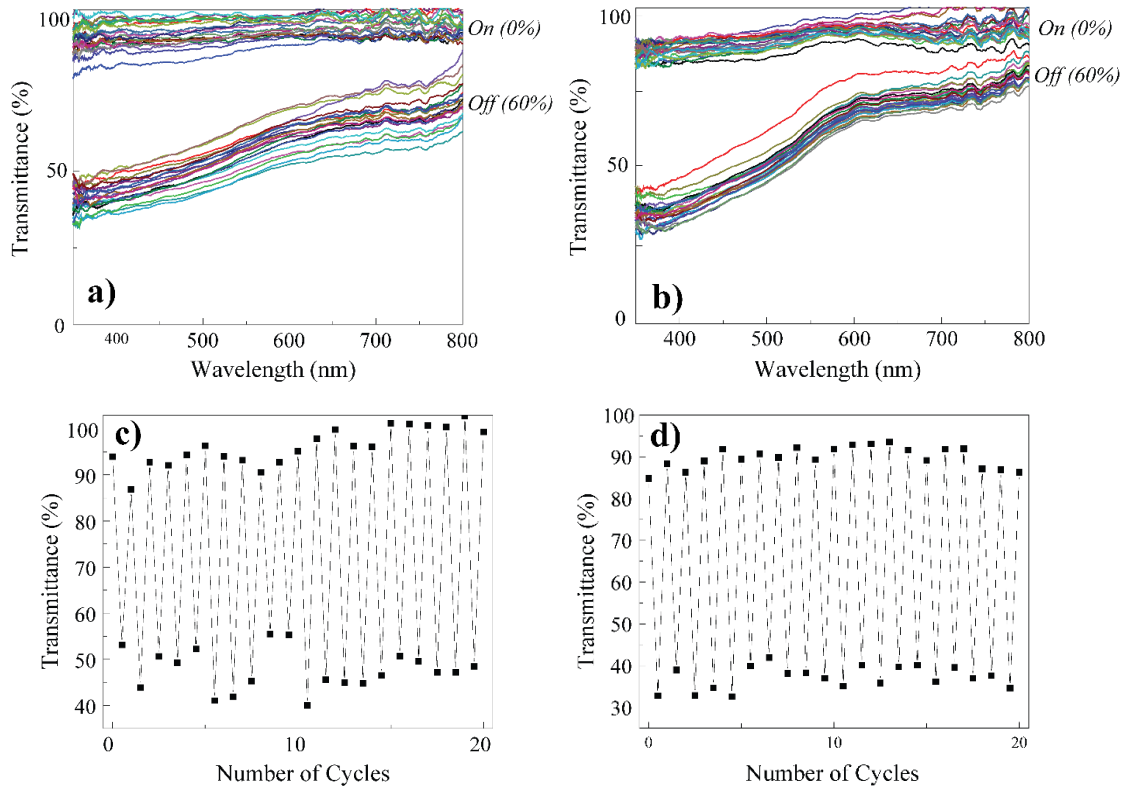 100
50
0
Transmittance (%)
a)
On (0%)
Off (60%)
400
500
600
700
800
Wavelength (nm)
100
50
0
Transmittance (%)
b)
On (0%)
Off (60%)
400
500
600
700
800
Wavelength (nm)
100
90
80
70
60
50
40
Transmittance (%)
c)
0
10
20
Number of Cycles
100
90
80
70
60
50
40
30
Transmittance (%)
d)
0
10
20
Number of Cycles